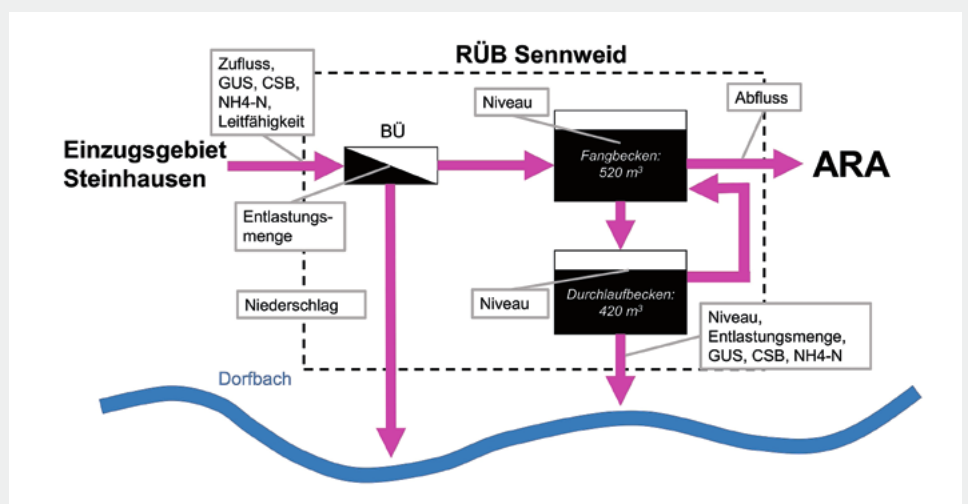 RÜB Sennweid
Zufluss,
GUS, CSB,
NH4-N,
Leitfähigkeit
Niveau
Abfluss
BÜ
Einzugsgebiet
Steinhausen
Fangbecken:
520 m³
ARA
Entlastungs-
menge
Niederschlag
Niveau
Durchlaufbecken:
420 m³
Niveau,
Entlastungsmenge,
GUS, CSB, NH4-N
Dorfbach